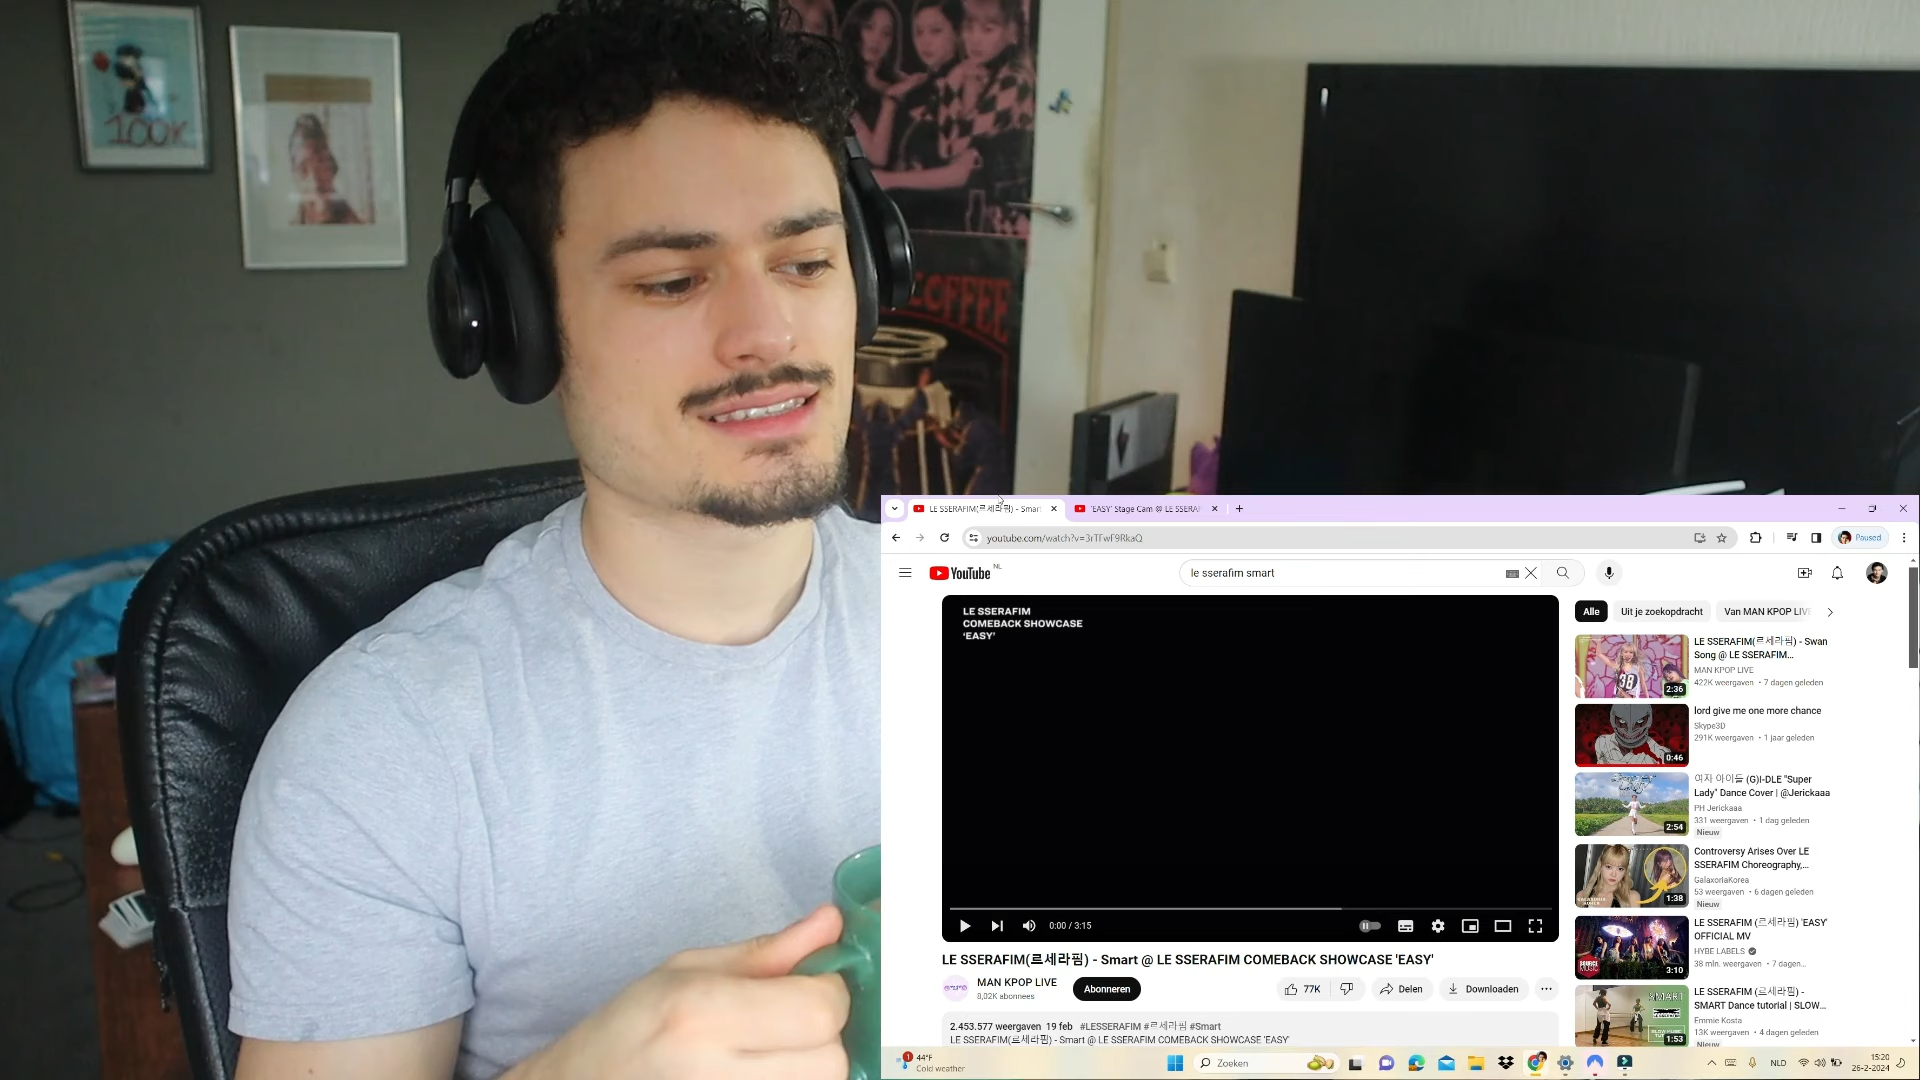 100K
COFFEE
LE SSERAFIM(르세라핌) - Smar
'EASY' Stage Cam @ LE SSERAF
youtube.com/watch?v=3rTFwF9RkaQ
Paused
YouTube NL
le sserafim smart
LE SSERAFIM
COMEBACK SHOWCASE
'EASY'
0:00 / 3:15
LE SSERAFIM(르세라핌) - Smart @ LE SSERAFIM COMEBACK SHOWCASE 'EASY'
MAN KPOP LIVE
8,02K abonnees
Abonneren
77K
Delen
Downloaden
2.453.577 weergaven 19 feb #LESSERAFIM #르세라핌 #Smart
LE SSERAFIM(르세라핌) - Smart @ LE SSERAFIM COMEBACK SHOWCASE 'EASY'
Alle
Uit je zoekopdracht
Van MAN KPOP LIVE
LE SSERAFIM(르세라핌) - Swan
Song @ LE SSERAFIM...
MAN KPOP LIVE
422K weergaven • 7 dagen geleden
38
2:36
lord give me one more chance
Skype3D
291K weergaven • 1 jaar geleden
0:46
여자 아이들 (G)I-DLE "Super
Lady" Dance Cover | @Jerickaaa
PH Jerickaaa
331 weergaven • 1 dag geleden
Nieuw
2:54
Controversy Arises Over LE
SSERAFIM Choreography,...
GalaxoriaKorea
53 weergaven • 6 dagen geleden
Nieuw
1:38
LE SSERAFIM (르세라핌) 'EASY'
OFFICIAL MV
HYBE LABELS
38 mln. weergaven • 7 dagen...
SOURCE
MUSIC
3:10
LE SSERAFIM (르세라핌) -
SMART Dance tutorial | SLOW...
Emmie Kosta
13K weergaven • 4 dagen geleden
Nieuw
SMART
1:53
1
44°F
Cold weather
Zoeken
NLD
15:20
26-2-2024